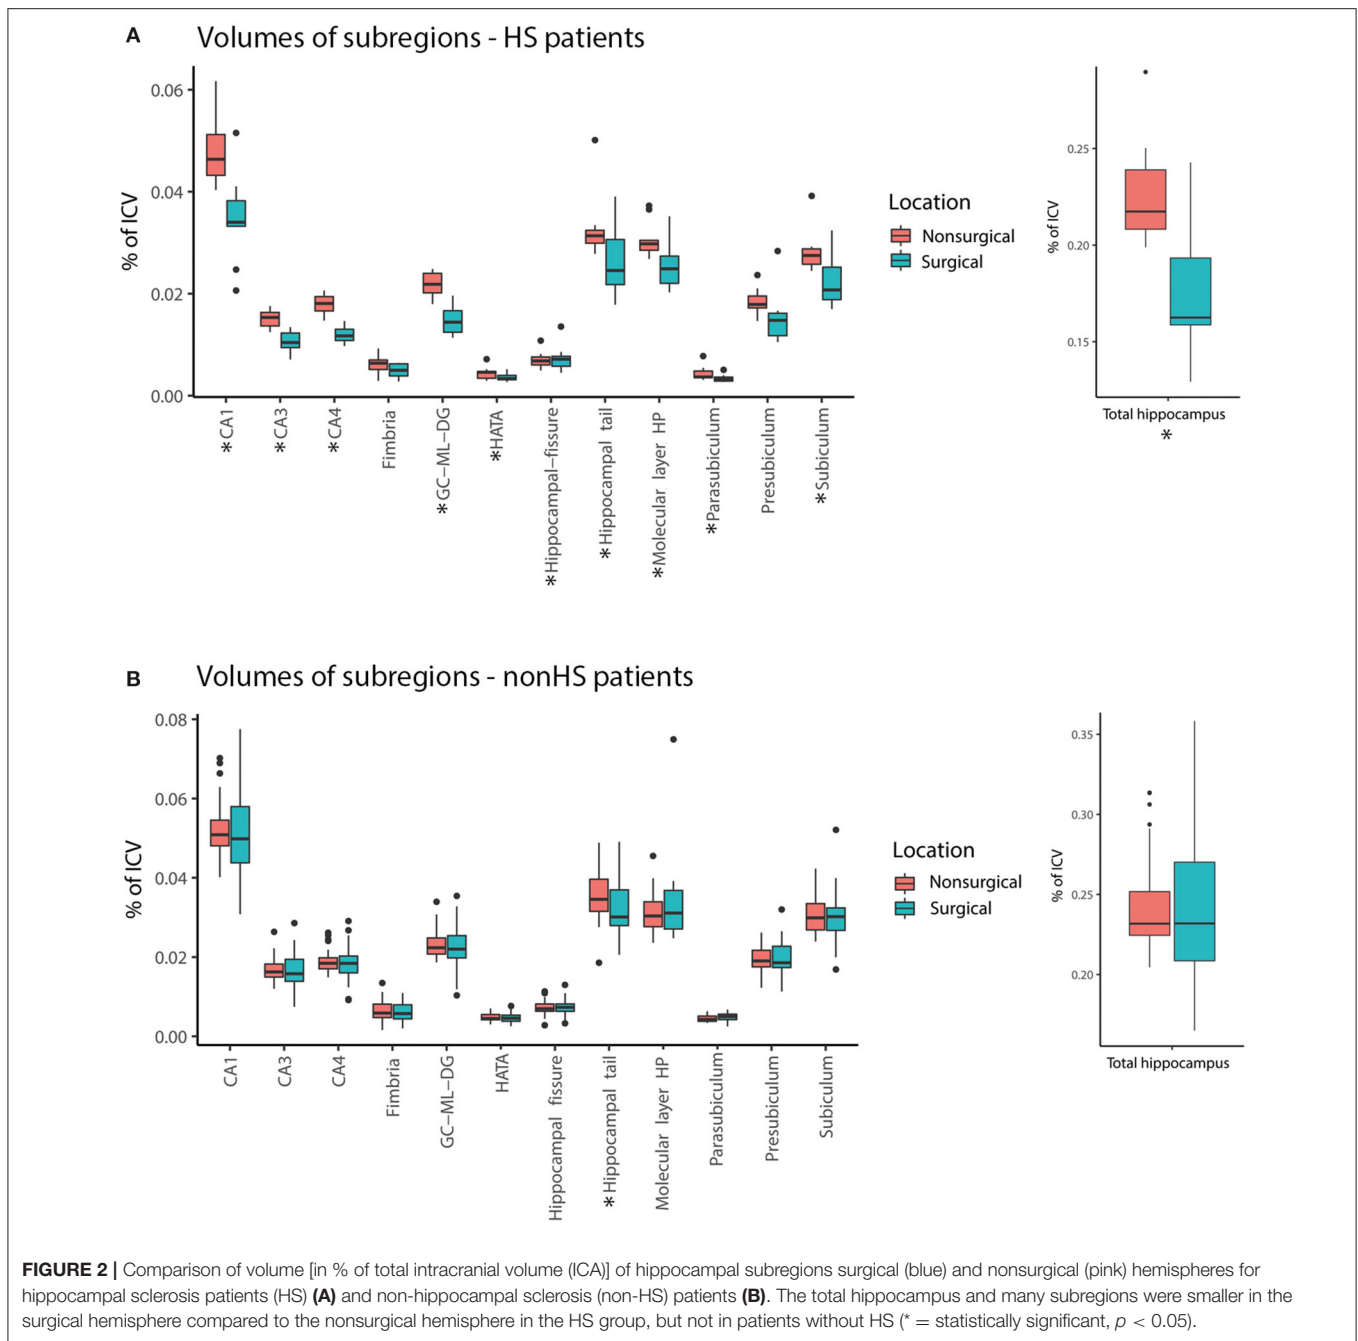 A Volumes of subregions - HS patients
0.06
0.04
0.02
0.00
% of ICV
*CA1
*CA3
*CA4
Fimbria
*GC-ML-DG
*HATA
*Hippocampal-fissure
*Hippocampal tail
*Molecular layer HP
*Parasubiculum
Presubiculum
*Subiculum
Location
Nonsurgical
Surgical
0.25
0.20
0.15
% of ICV
Total hippocampus
*
B Volumes of subregions - nonHS patients
0.08
0.06
0.04
0.02
0.00
% of ICV
CA1
CA3
CA4
Fimbria
GC-ML-DG
HATA
Hippocampal fissure
*Hippocampal tail
Molecular layer HP
Parasubiculum
Presubiculum
Subiculum
Location
Nonsurgical
Surgical
0.35
0.30
0.25
0.20
% of ICV
Total hippocampus
FIGURE 2 | Comparison of volume [in % of total intracranial volume (ICA)] of hippocampal subregions surgical (blue) and nonsurgical (pink) hemispheres for
hippocampal sclerosis patients (HS) (A) and non-hippocampal sclerosis (non-HS) patients (B). The total hippocampus and many subregions were smaller in the
surgical hemisphere compared to the nonsurgical hemisphere in the HS group, but not in patients without HS (* = statistically significant, p < 0.05).